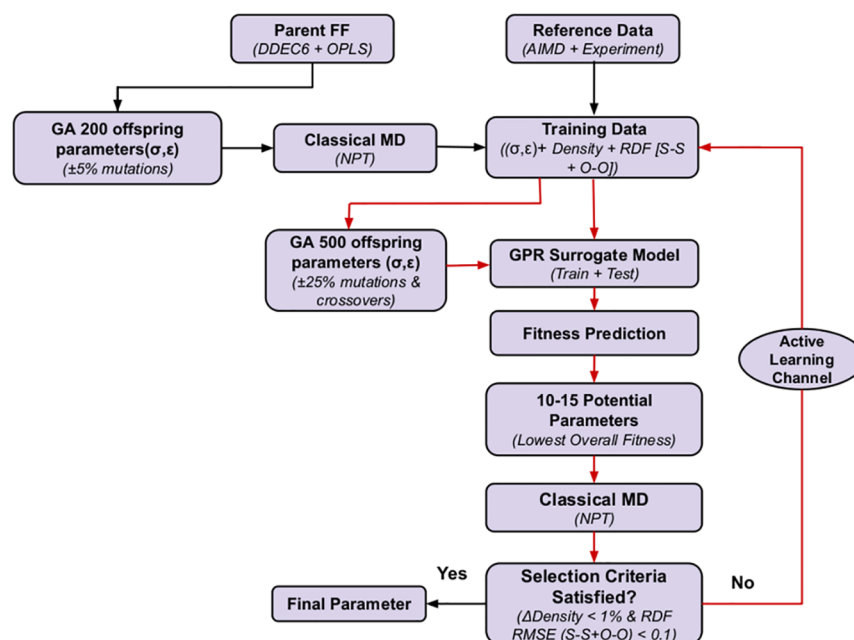 Parent FF
(DDEC6 + OPLS)
Reference Data
(AIMD + Experiment)
GA 200 offspring
parameters(σ,ε)
(±5% mutations)
Classical MD
(NPT)
Training Data
((σ,ε)+ Density + RDF [S-S
+ O-O])
GA 500 offspring
parameters (σ,ε)
(±25% mutations &
crossovers)
GPR Surrogate Model
(Train + Test)
Fitness Prediction
Active
Learning
Channel
10-15 Potential
Parameters
(Lowest Overall Fitness)
Classical MD
(NPT)
Yes
No
Selection Criteria
Satisfied?
(ΔDensity < 1% & RDF
RMSE (S-S+O-O) < 0.1)
Final Parameter